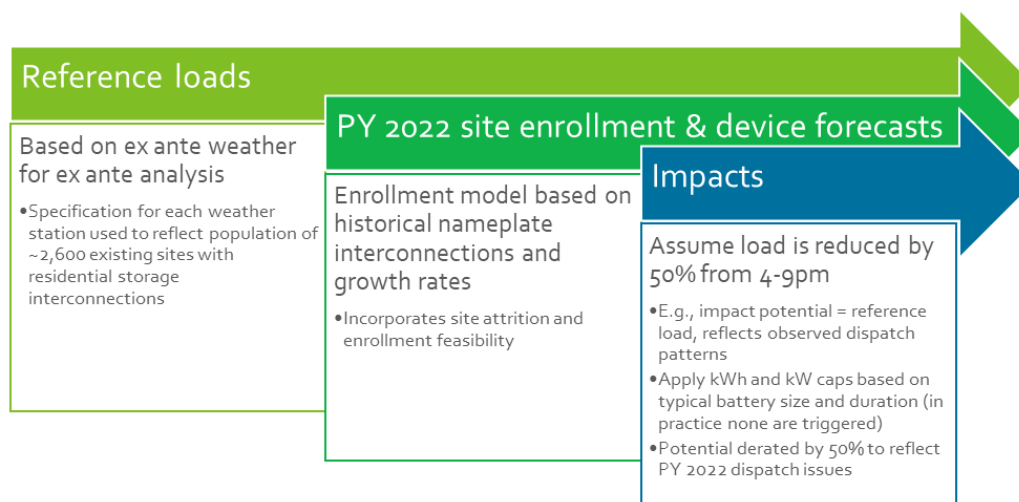 Reference loads
Based on ex ante weather
for ex ante analysis
•Specification for each weather
station used to reflect population of
~2,600 existing sites with
residential storage
interconnections
PY 2022 site enrollment & device forecasts
Enrollment model based on
historical nameplate
interconnections and
growth rates
•Incorporates site attrition and
enrollment feasibility
Impacts
Assume load is reduced by
50% from 4-9pm
•E.g., impact potential = reference
load, reflects observed dispatch
patterns
•Apply kWh and kW caps based on
typical battery size and duration (in
practice none are triggered)
•Potential derated by 50% to reflect
PY 2022 dispatch issues